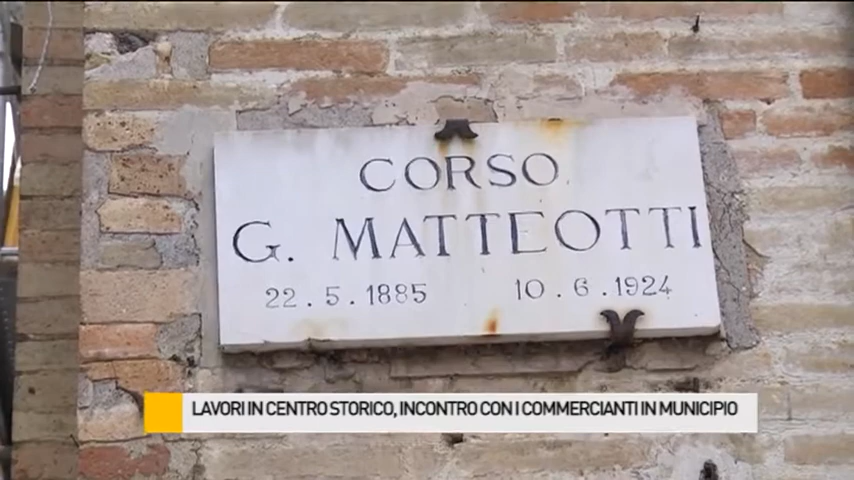 CORSO
G. MATTEOTTI
22.5.1885 10.6.1924
LAVORI IN CENTRO STORICO, INCONTRO CON I COMMERCIANTI IN MUNICIPIO